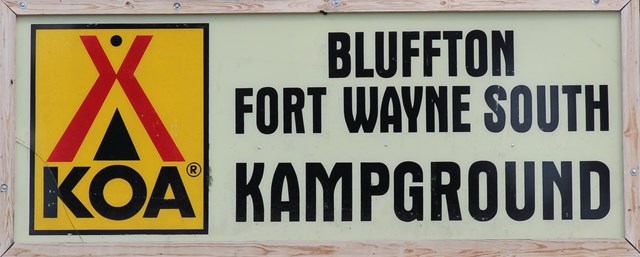 KOA®
BLUFFTON
FORT WAYNE SOUTH
KAMPGROUND